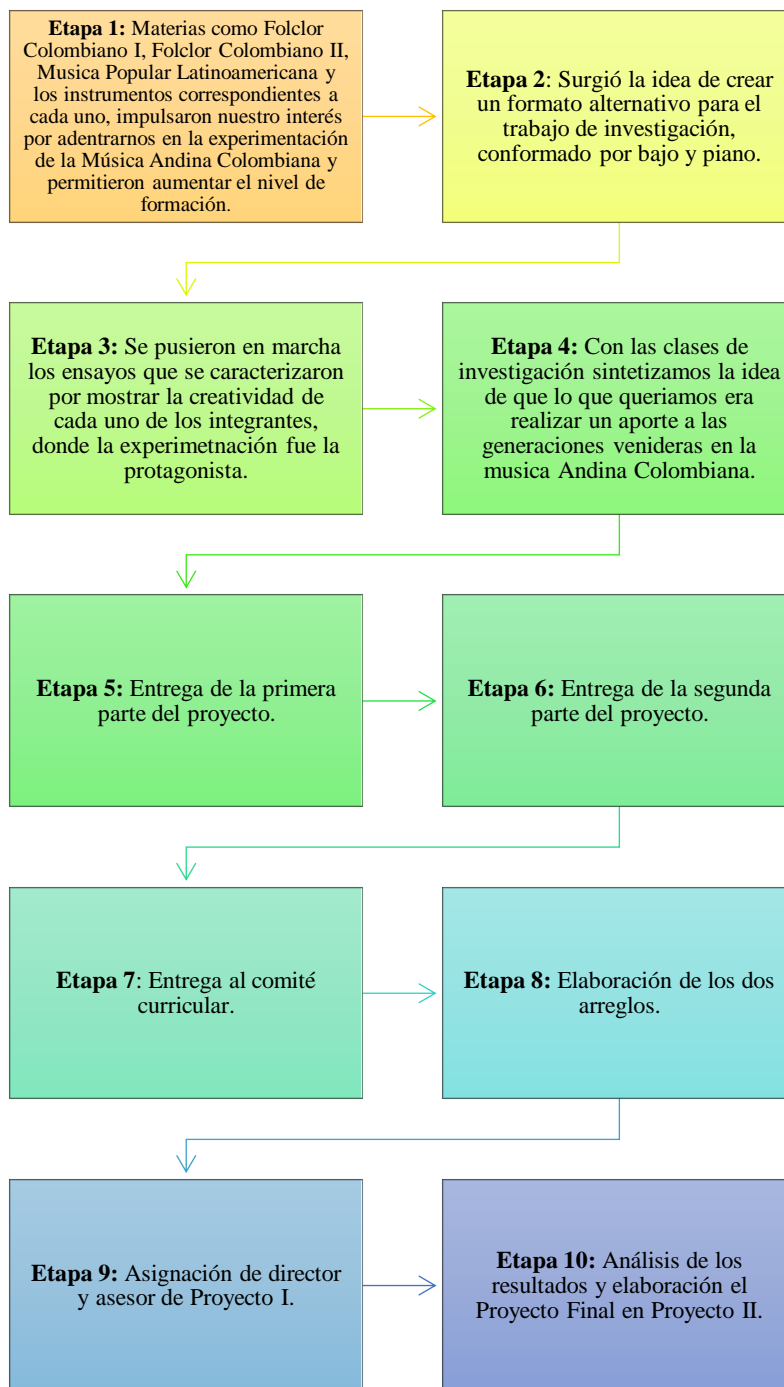 Etapa 1: Materias como Folclor
Colombiano I, Folclor Colombiano II,
Musica Popular Latinoamericana y
los instrumentos correspondientes a
cada uno, impulsaron nuestro interés
por adentrarnos en la experimentación
de la Música Andina Colombiana y
permitieron aumentar el nivel de
formación.
Etapa 2: Surgió la idea de crear
un formato alternativo para el
trabajo de investigación,
conformado por bajo y piano.
Etapa 3: Se pusieron en marcha
los ensayos que se caracterizaron
por mostrar la creatividad de
cada uno de los integrantes,
donde la experimetnación fue la
protagonista.
Etapa 4: Con las clases de
investigación sintetizamos la idea
de que lo que queriamos era
realizar un aporte a las
generaciones venideras en la
musica Andina Colombiana.
Etapa 5: Entrega de la primera
parte del proyecto.
Etapa 6: Entrega de la segunda
parte del proyecto.
Etapa 7: Entrega al comité
curricular.
Etapa 8: Elaboración de los dos
arreglos.
Etapa 9: Asignación de director
y asesor de Proyecto I.
Etapa 10: Análisis de los
resultados y elaboración el
Proyecto Final en Proyecto II.